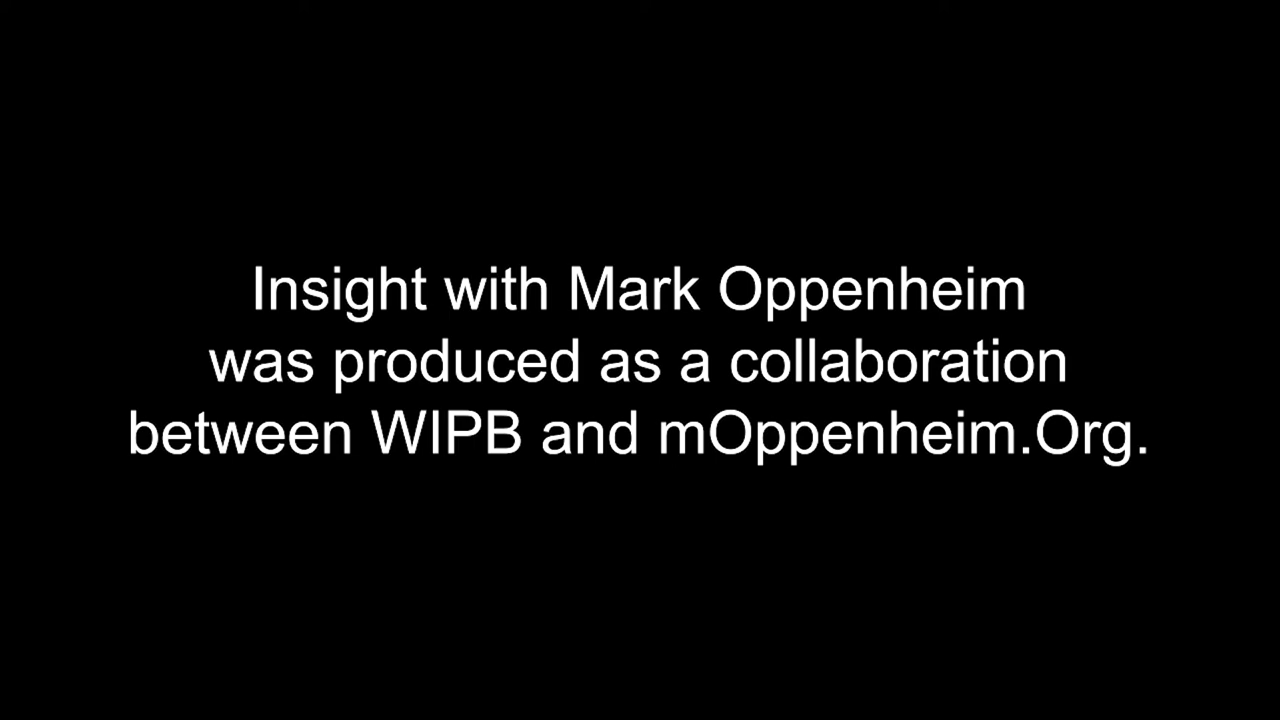 Insight with Mark Oppenheim
was produced as a collaboration
between WIPB and mOppenheim.Org.